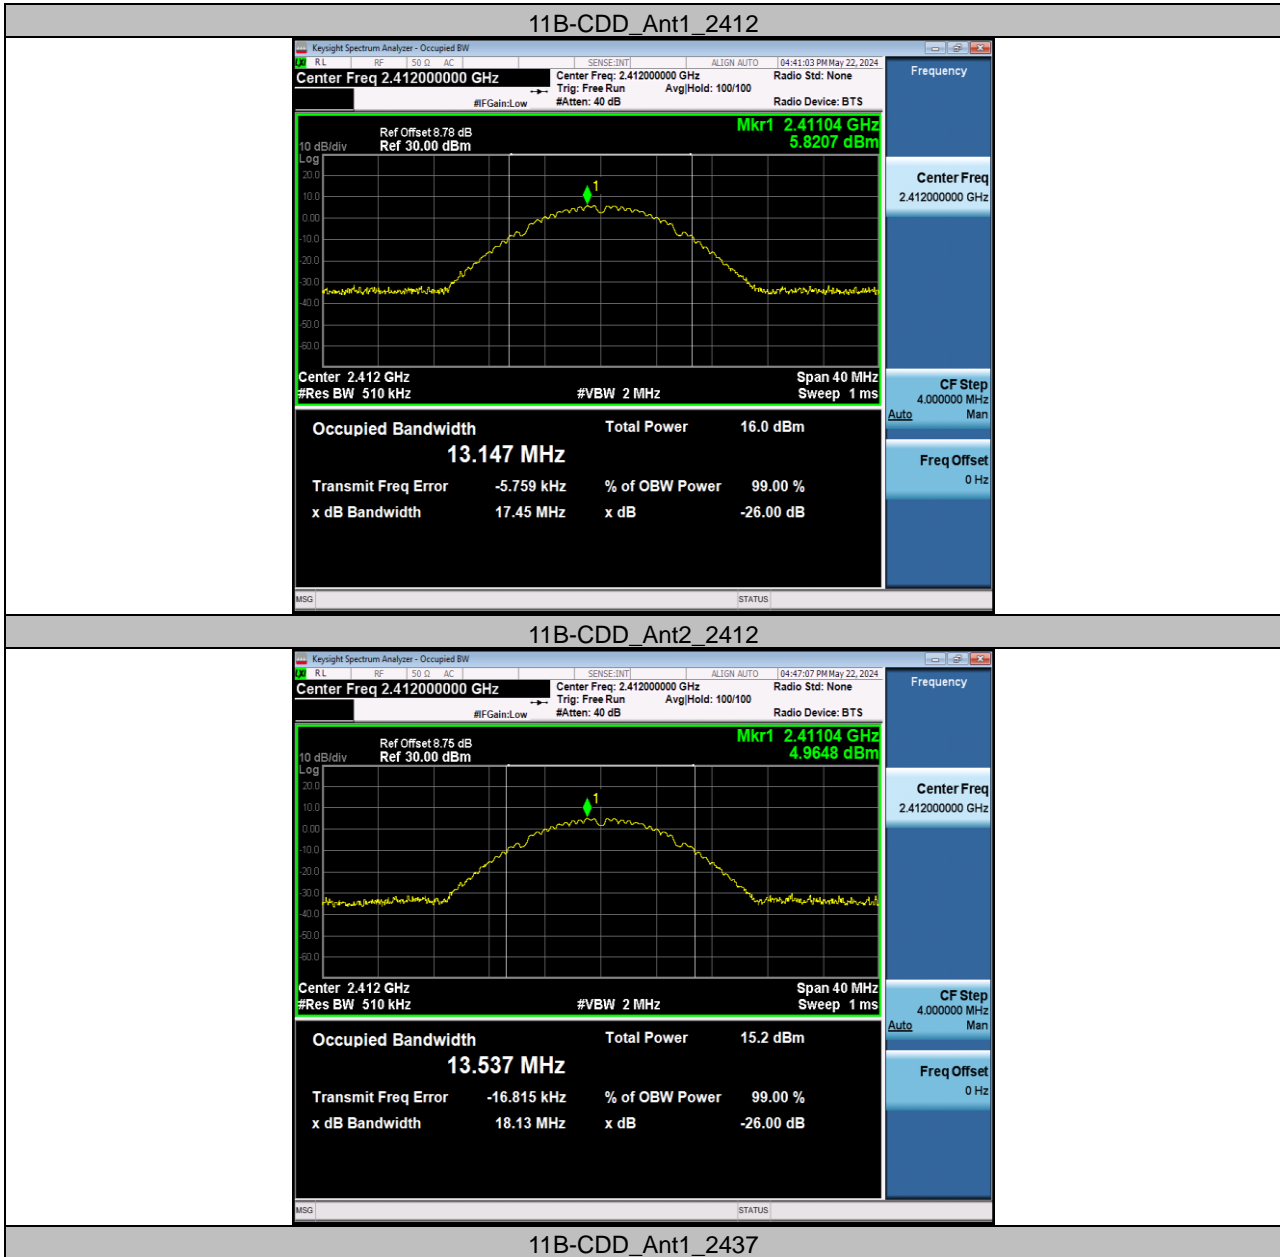 11B-CDD_Ant1_2412
Keysight Spectrum Analyzer - Occupied BW
RL RF 50 Ω AC SENSE:INT ALIGN AUTO 04:41:03 PM May 22, 2024
Center Freq 2.412000000 GHz
Center Freq: 2.412000000 GHz Radio Std: None
Trig: Free Run Avg|Hold: 100/100
#IFGain:Low #Atten: 40 dB Radio Device: BTS
Frequency
Mkr1 2.41104 GHz
5.8207 dBm
Ref Offset 8.78 dB
10 dB/div Ref 30.00 dBm
Log
20.0
10.0
0.00
-10.0
-20.0
-30.0
-40.0
-50.0
-60.0
1
Center Freq
2.412000000 GHz
Center 2.412 GHz Span 40 MHz
#Res BW 510 kHz #VBW 2 MHz Sweep 1 ms
CF Step
4.000000 MHz
Auto Man
Occupied Bandwidth Total Power 16.0 dBm
13.147 MHz
Transmit Freq Error -5.759 kHz % of OBW Power 99.00 %
x dB Bandwidth 17.45 MHz x dB -26.00 dB
Freq Offset
0 Hz
MSG STATUS
11B-CDD_Ant2_2412
Keysight Spectrum Analyzer - Occupied BW
RL RF 50 Ω AC SENSE:INT ALIGN AUTO 04:47:07 PM May 22, 2024
Center Freq 2.412000000 GHz
Center Freq: 2.412000000 GHz Radio Std: None
Trig: Free Run Avg|Hold: 100/100
#IFGain:Low #Atten: 40 dB Radio Device: BTS
Frequency
Mkr1 2.41104 GHz
4.9648 dBm
Ref Offset 8.75 dB
10 dB/div Ref 30.00 dBm
Log
20.0
10.0
0.00
-10.0
-20.0
-30.0
-40.0
-50.0
-60.0
1
Center Freq
2.412000000 GHz
Center 2.412 GHz Span 40 MHz
#Res BW 510 kHz #VBW 2 MHz Sweep 1 ms
CF Step
4.000000 MHz
Auto Man
Occupied Bandwidth Total Power 15.2 dBm
13.537 MHz
Transmit Freq Error -16.815 kHz % of OBW Power 99.00 %
x dB Bandwidth 18.13 MHz x dB -26.00 dB
Freq Offset
0 Hz
MSG STATUS
11B-CDD_Ant1_2437